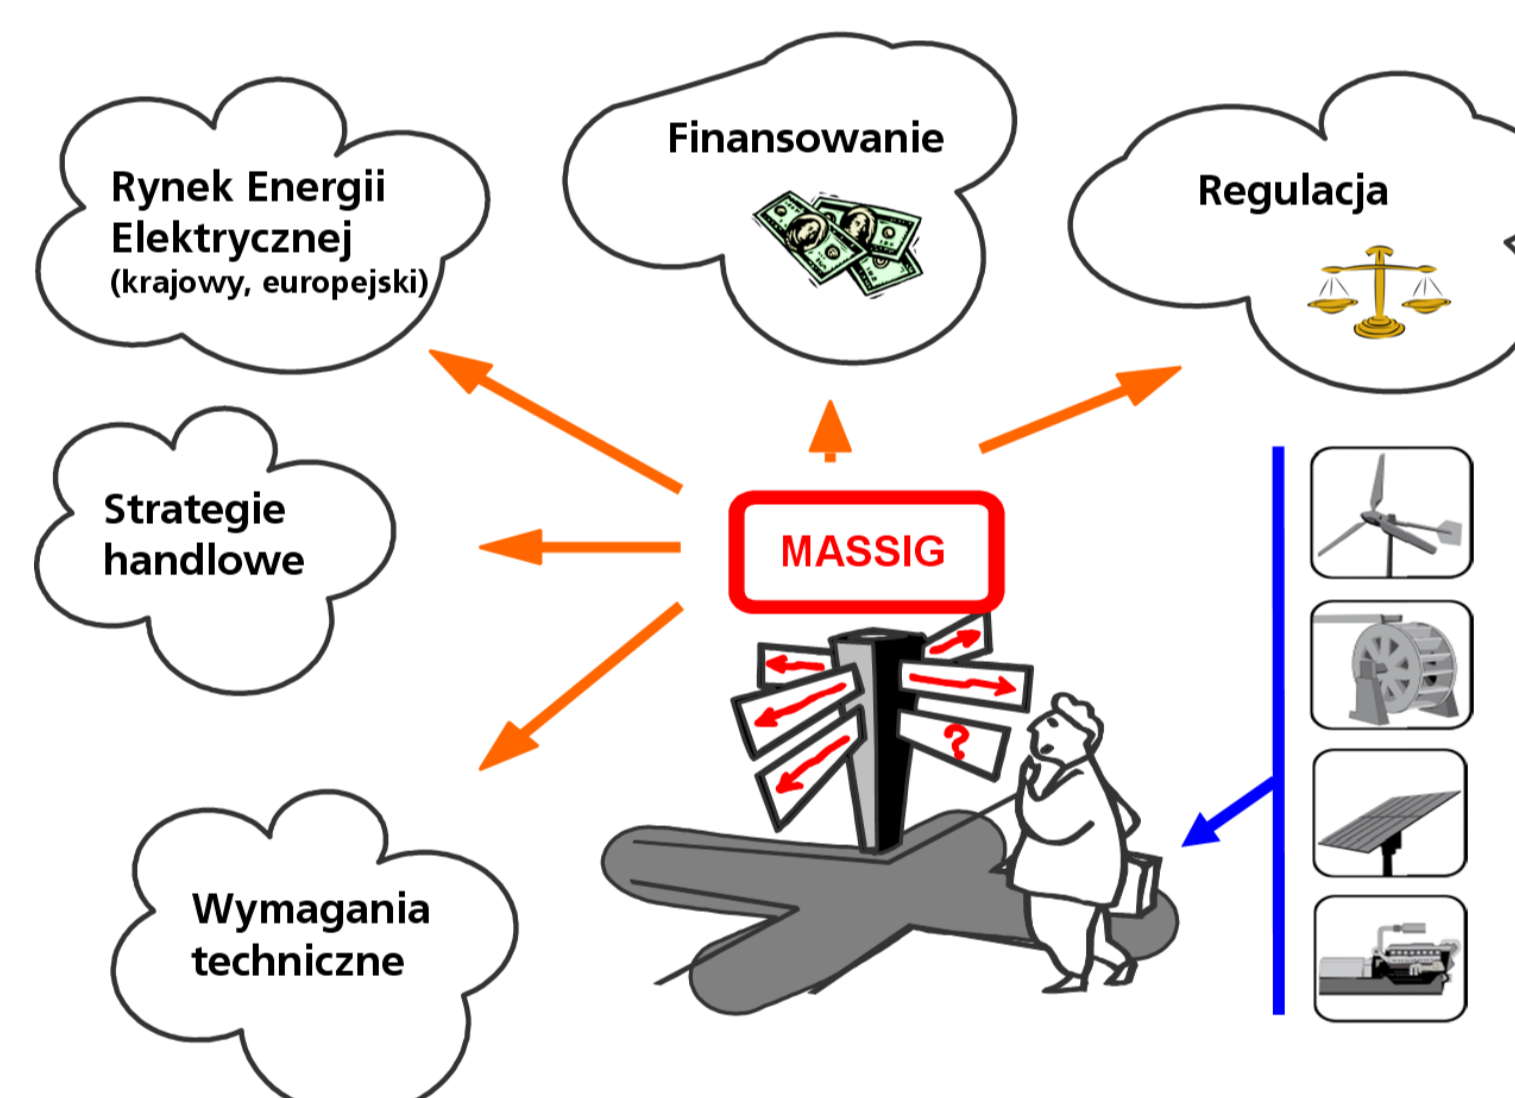 Finansowanie
Rynek Energii
Elektrycznej
(krajowy, europejski)
Regulacja
Strategie
handlowe
MASSIG
?
Wymagania
techniczne